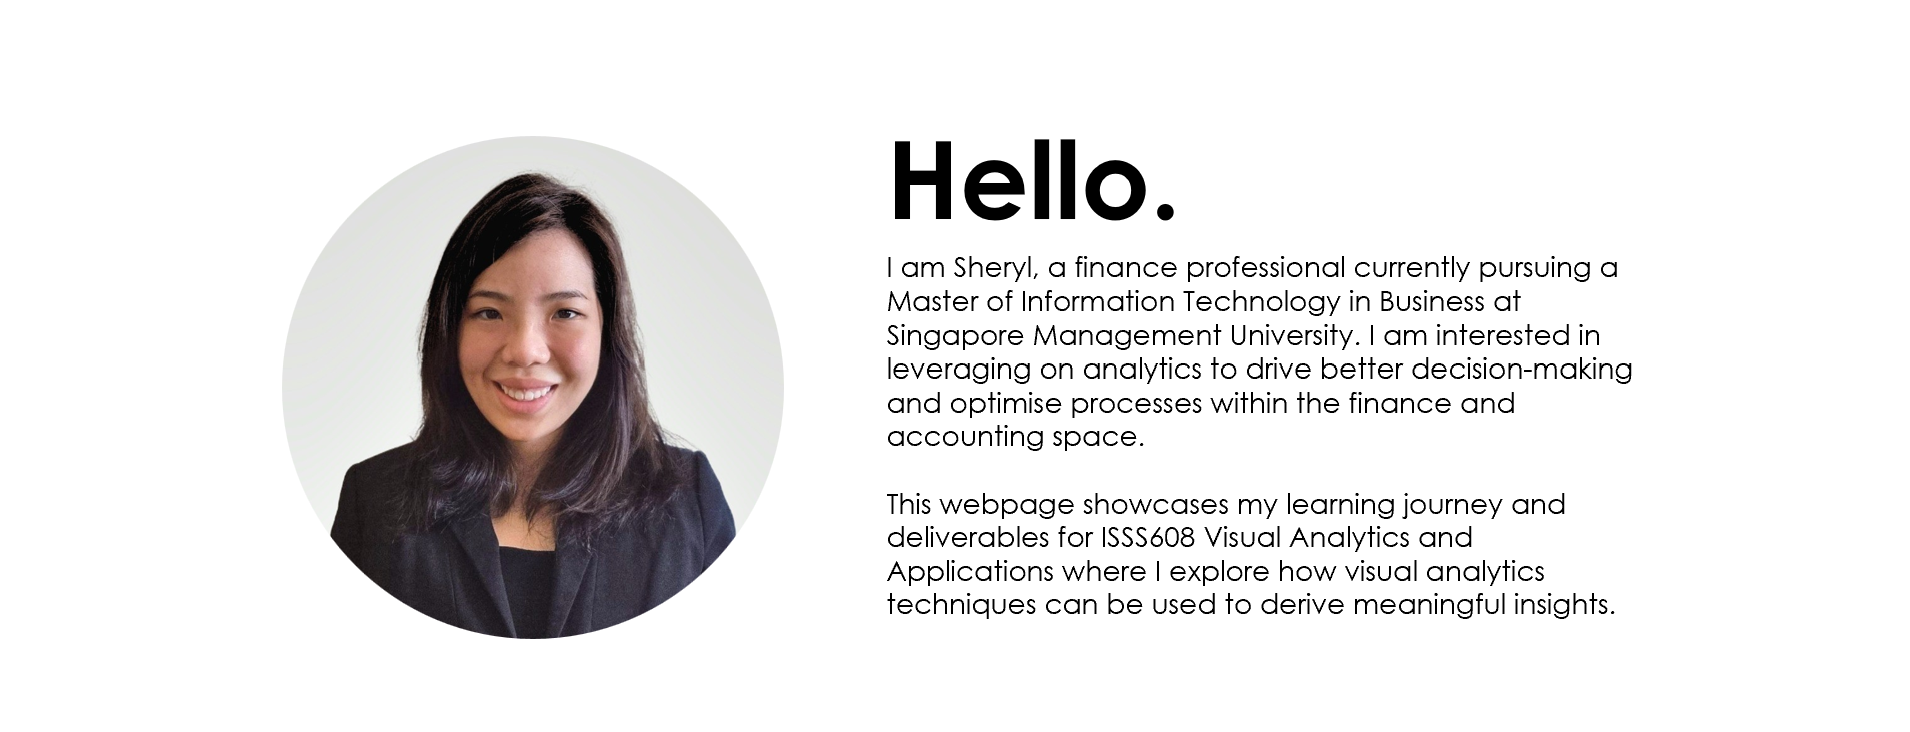 Hello.
I am Sheryl, a finance professional currently pursuing a
Master of Information Technology in Business at
Singapore Management University. I am interested in
leveraging on analytics to drive better decision-making
and optimise processes within the finance and
accounting space.
This webpage showcases my learning journey and
deliverables for ISSS608 Visual Analytics and
Applications where I explore how visual analytics
techniques can be used to derive meaningful insights.